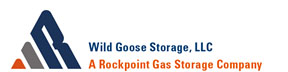 Wild Goose Storage, LLC
A Rockpoint Gas Storage Company